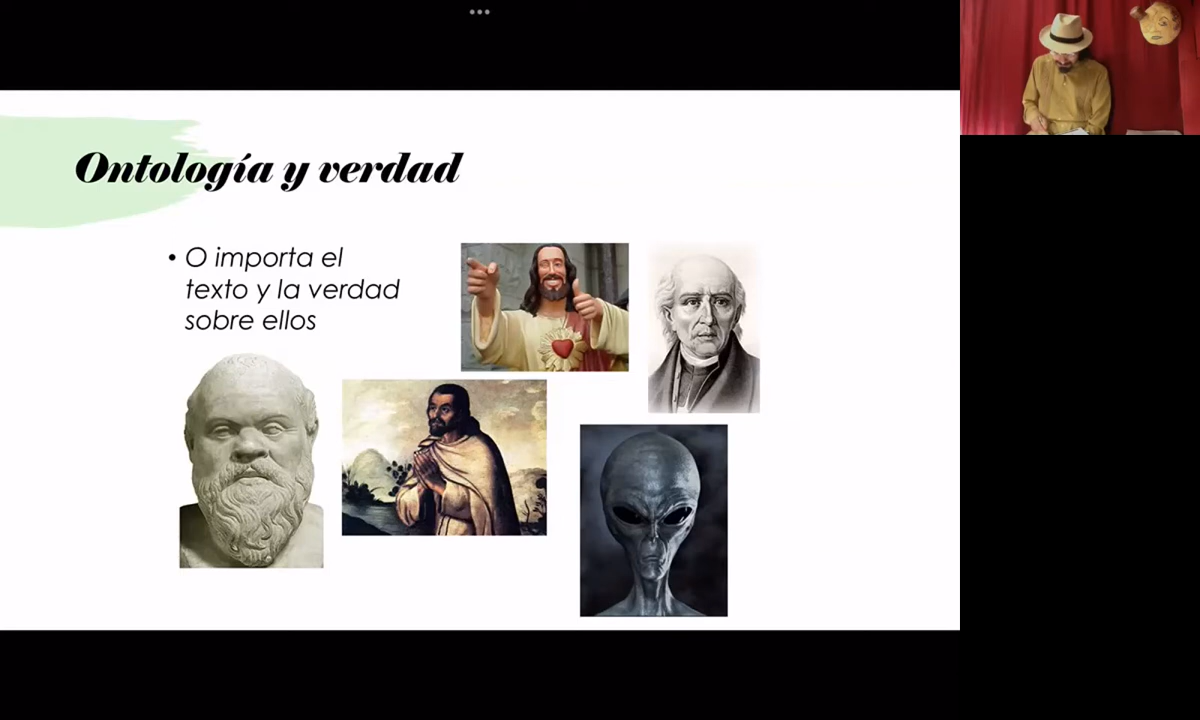 Ontología y verdad
• O importa el
texto y la verdad
sobre ellos